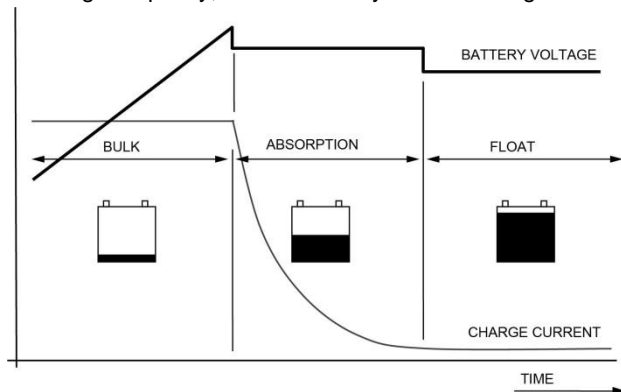 BATTERY VOLTAGE
BULK
ABSORPTION
FLOAT
CHARGE CURRENT
TIME